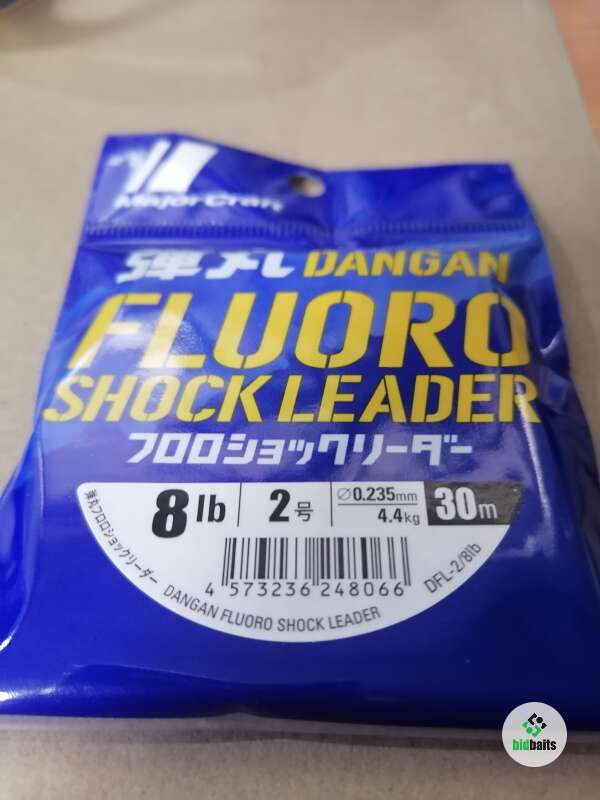 MajorCraft
弾丸 DANGAN
FLUORO
SHOCK LEADER
フロロショックリーダー
8lb 2号 ∅0.235mm 4.4kg 30m
弾丸フロロショックリーダー DANGAN FLUORO SHOCK LEADER DFL-2/8lb
4 573236 248066
bidbaits